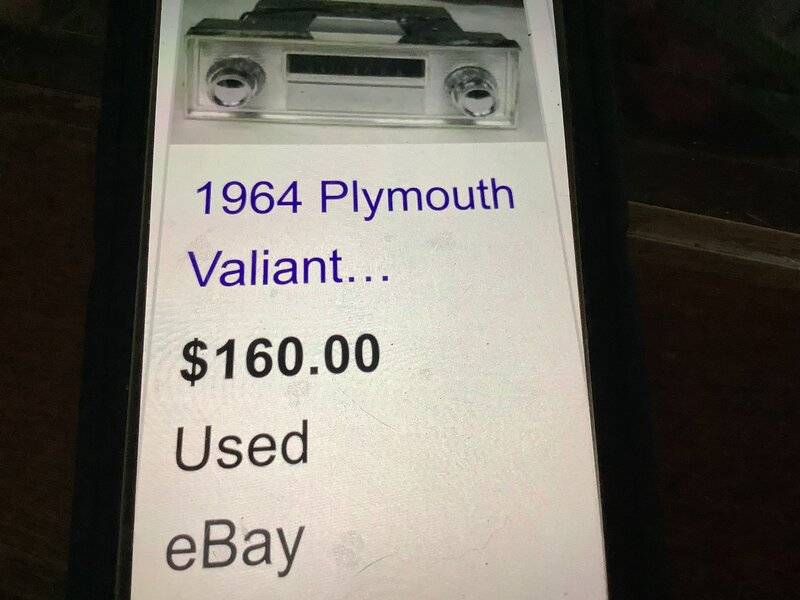 1964 Plymouth
Valiant...
$160.00
Used
eBay